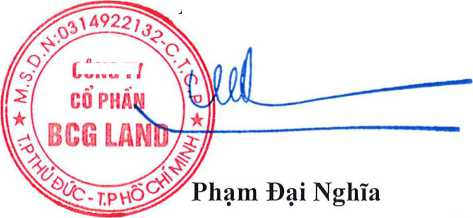 M.S.D.N:0314922132-C.T.C.P
CÔNG TY
CỔ PHẦN
BCG LAND
T.P THỦ ĐỨC - T.P HỒ CHÍ MINH
Phạm Đại Nghĩa